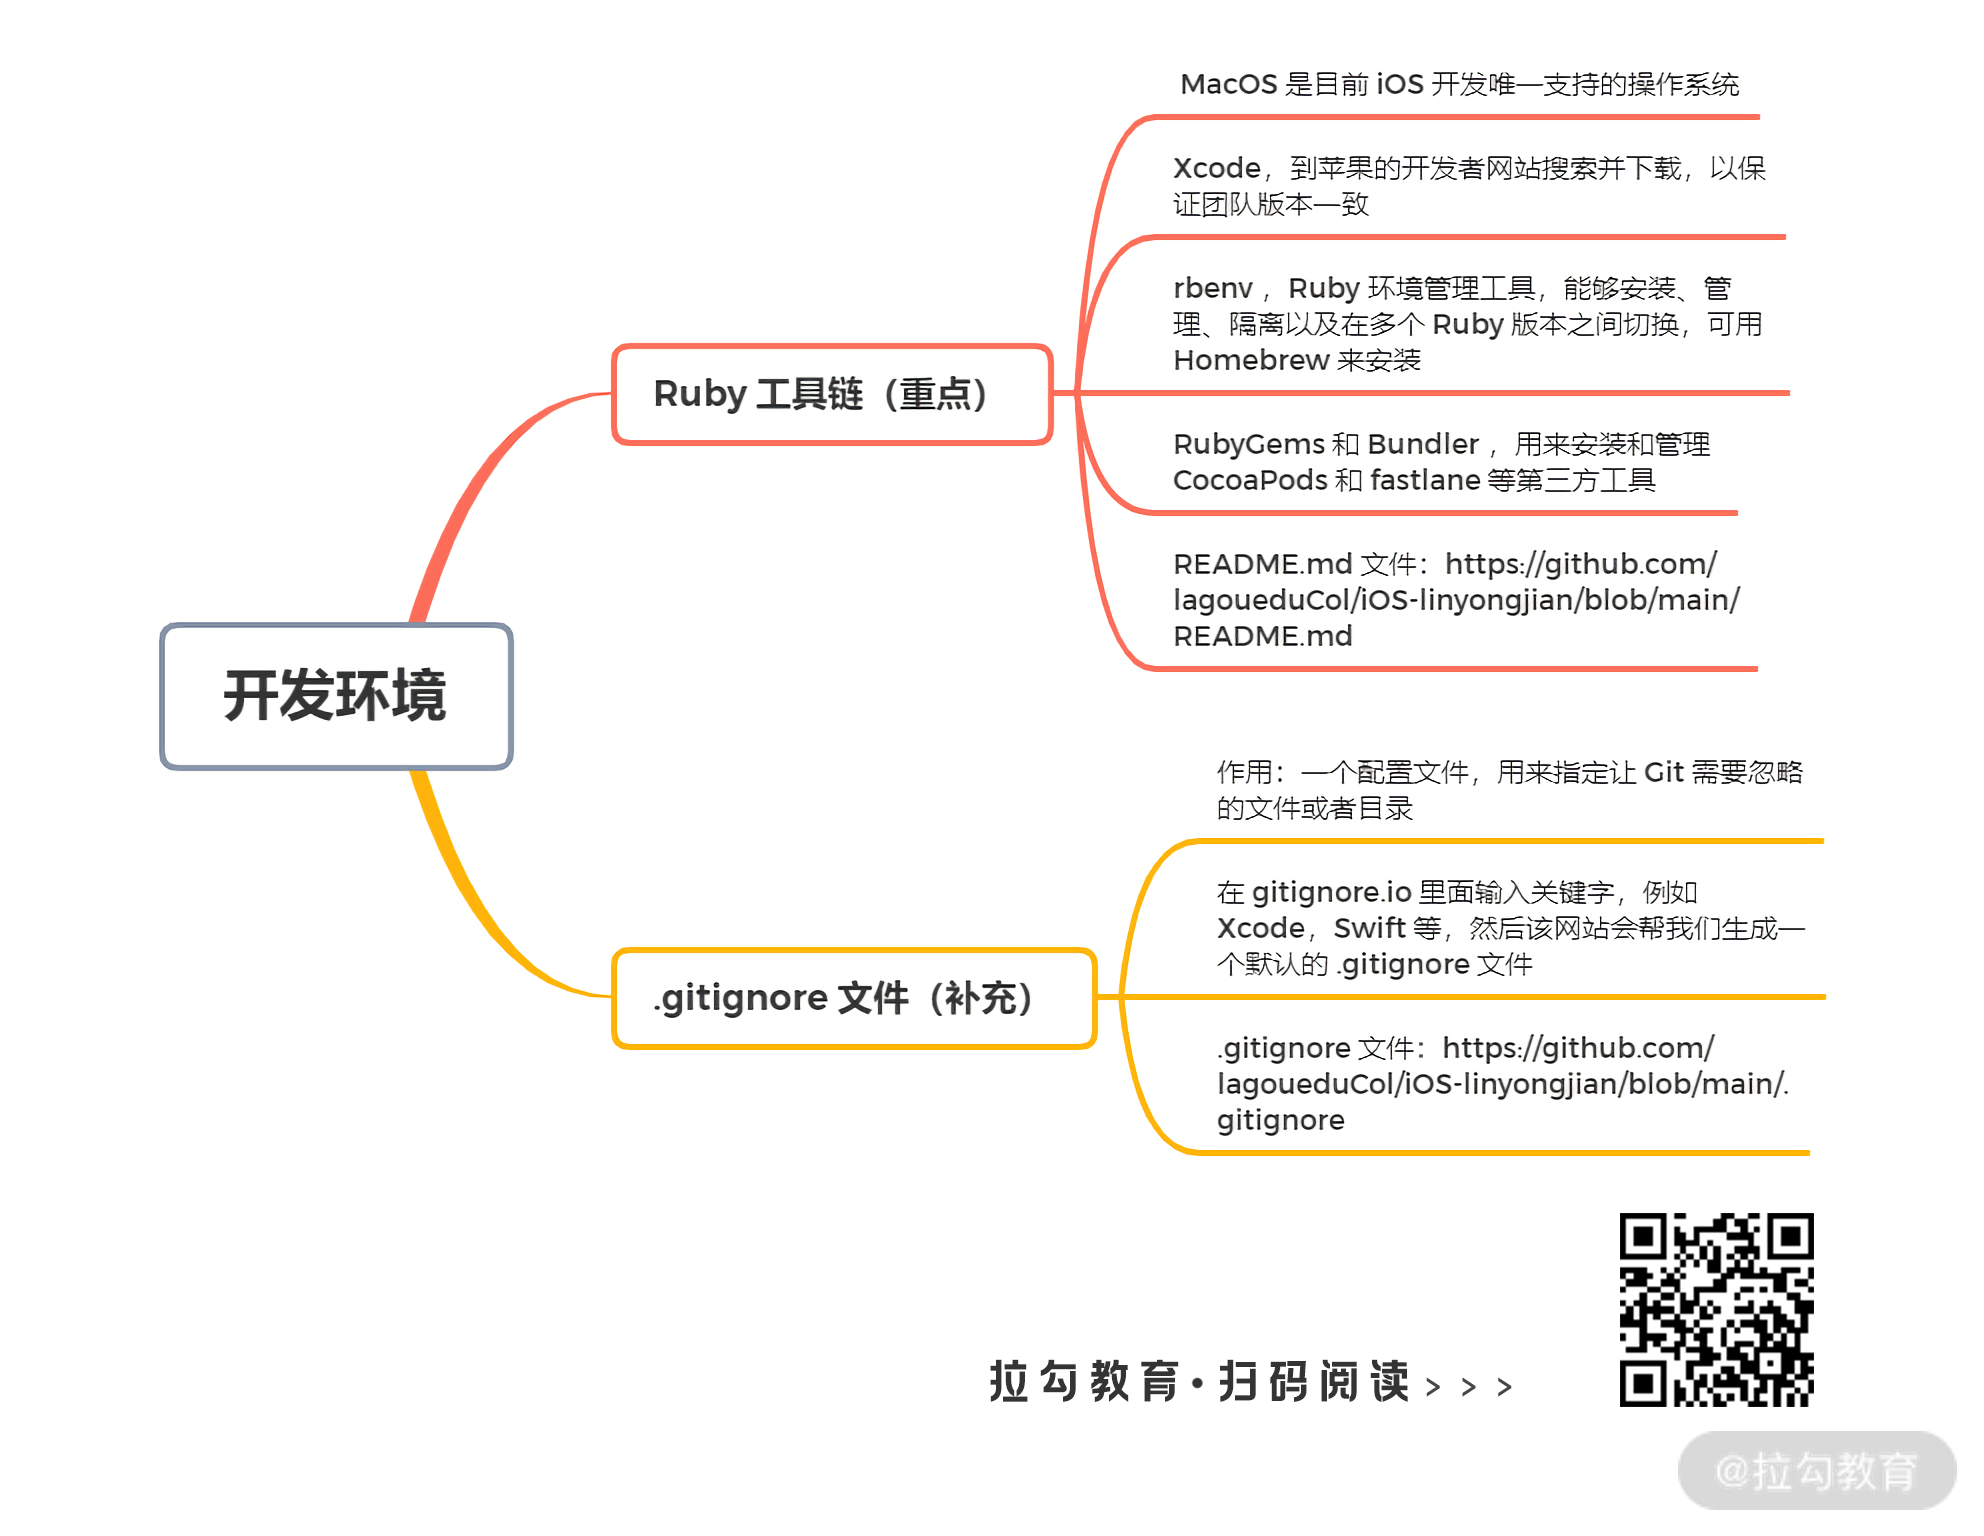 MacOS 是目前 iOS 开发唯一支持的操作系统
Xcode，到苹果的开发者网站搜索并下载，以保
证团队版本一致
rbenv ，Ruby 环境管理工具，能够安装、管
理、隔离以及在多个 Ruby 版本之间切换，可用
Homebrew 来安装
Ruby 工具链（重点）
RubyGems 和 Bundler ，用来安装和管理
CocoaPods 和 fastlane 等第三方工具
README.md 文件：https://github.com/
lagoueduCol/iOS-linyongjian/blob/main/
README.md
开发环境
作用：一个配置文件，用来指定让 Git 需要忽略
的文件或者目录
在 gitignore.io 里面输入关键字，例如
Xcode，Swift 等，然后该网站会帮我们生成一
个默认的 .gitignore 文件
.gitignore 文件（补充）
.gitignore 文件：https://github.com/
lagoueduCol/iOS-linyongjian/blob/main/.
gitignore
拉勾教育·扫码阅读 > > >
@拉勾教育